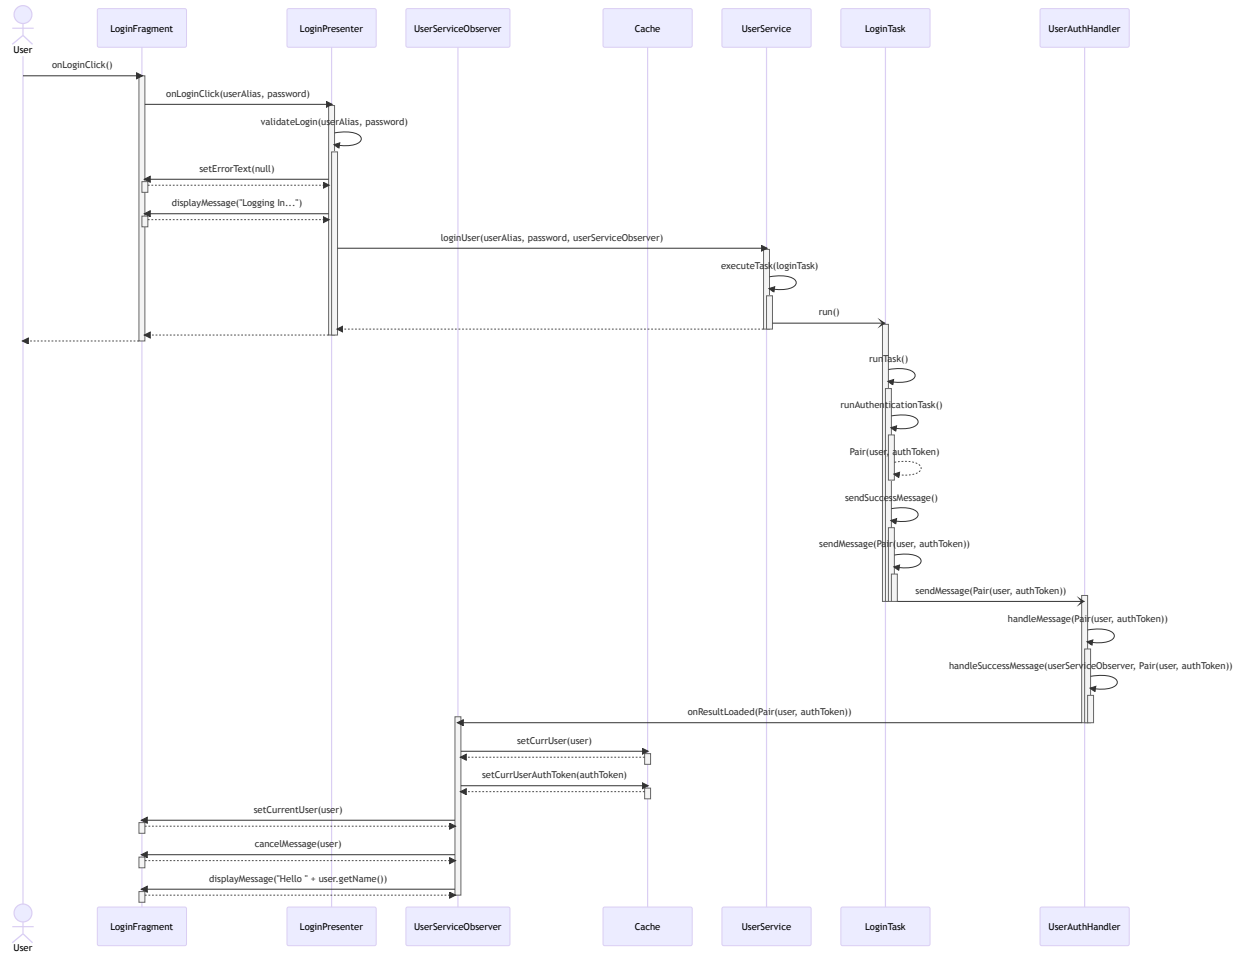 User
LoginFragment
LoginPresenter
UserServiceObserver
Cache
UserService
LoginTask
UserAuthHandler
onLoginClick()
onLoginClick(userAlias, password)
validateLogin(userAlias, password)
setErrorText(null)
displayMessage("Logging In...")
loginUser(userAlias, password, userServiceObserver)
executeTask(loginTask)
run()
runTask()
runAuthenticationTask()
Pair(user, authToken)
sendSuccessMessage()
sendMessage(Pair(user, authToken))
sendMessage(Pair(user, authToken))
handleMessage(Pair(user, authToken))
handleSuccessMessage(userServiceObserver, Pair(user, authToken))
onResultLoaded(Pair(user, authToken))
setCurrUser(user)
setCurrUserAuthToken(authToken)
setCurrentUser(user)
cancelMessage(user)
displayMessage("Hello " + user.getName())
User
LoginFragment
LoginPresenter
UserServiceObserver
Cache
UserService
LoginTask
UserAuthHandler